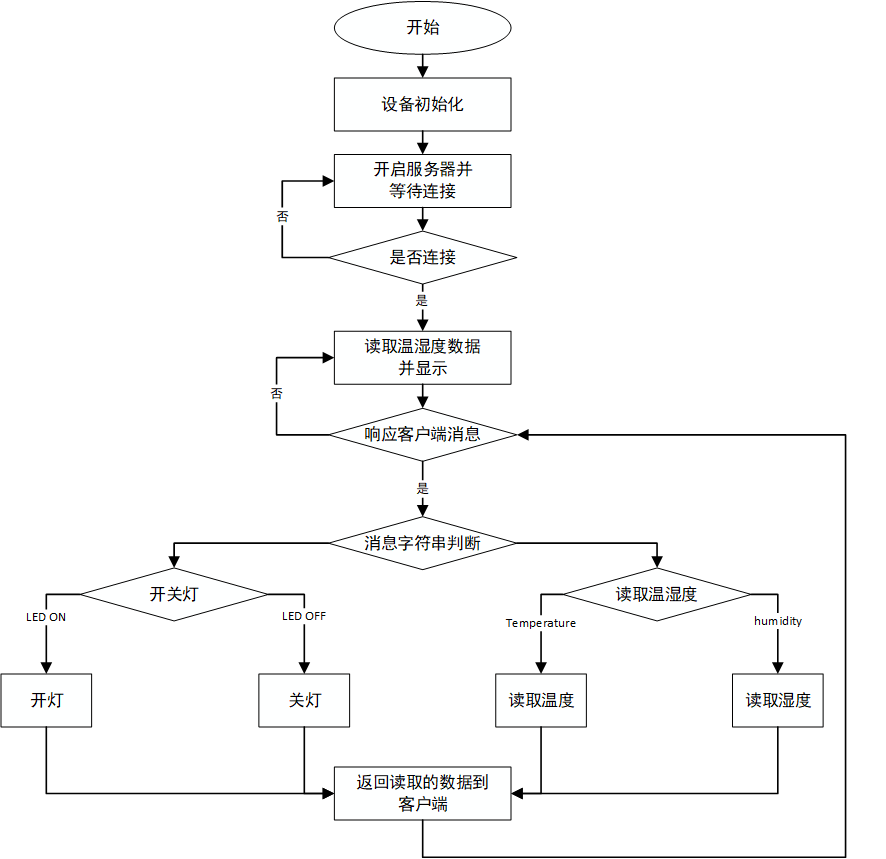 开始
设备初始化
开启服务器并
等待连接
否
是否连接
是
读取温湿度数据
并显示
否
响应客户端消息
是
消息字符串判断
开关灯
读取温湿度
LED ON
LED OFF
Temperature
humidity
开灯
关灯
读取温度
读取湿度
返回读取的数据到
客户端